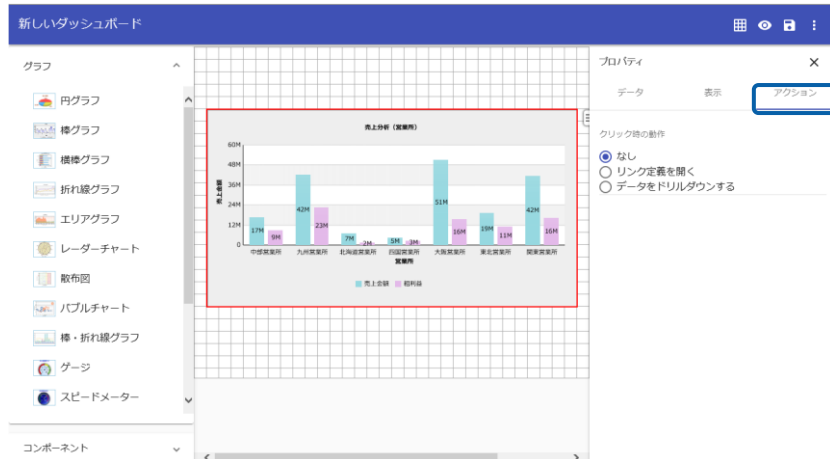 新しいダッシュボード
グラフ
円グラフ
棒グラフ
横棒グラフ
折れ線グラフ
エリアグラフ
レーダーチャート
散布図
バブルチャート
棒・折れ線グラフ
ゲージ
スピードメーター
コンポーネント
売上分析（営業所）
売上金額
60M
48M
36M
24M
12M
0
17M 9M 42M 23M 7M 2M 5M 3M 51M 16M 19M 11M 42M 16M
中部営業所 九州営業所 北海道営業所 四国営業所 大阪営業所 東北営業所 関東営業所
営業所
売上金額 粗利益
プロパティ
データ 表示 アクション
クリック時の動作
なし
リンク定義を開く
データをドリルダウンする